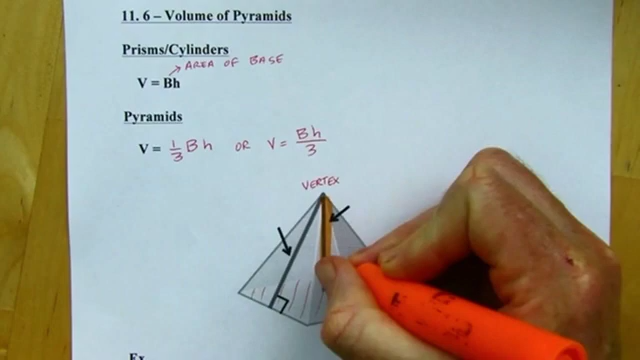 11. 6 – Volume of Pyramids
Prisms/Cylinders
AREA OF BASE
V = Bh
Pyramids
V = 1/3 Bh OR V = Bh/3
VERTEX
Ex